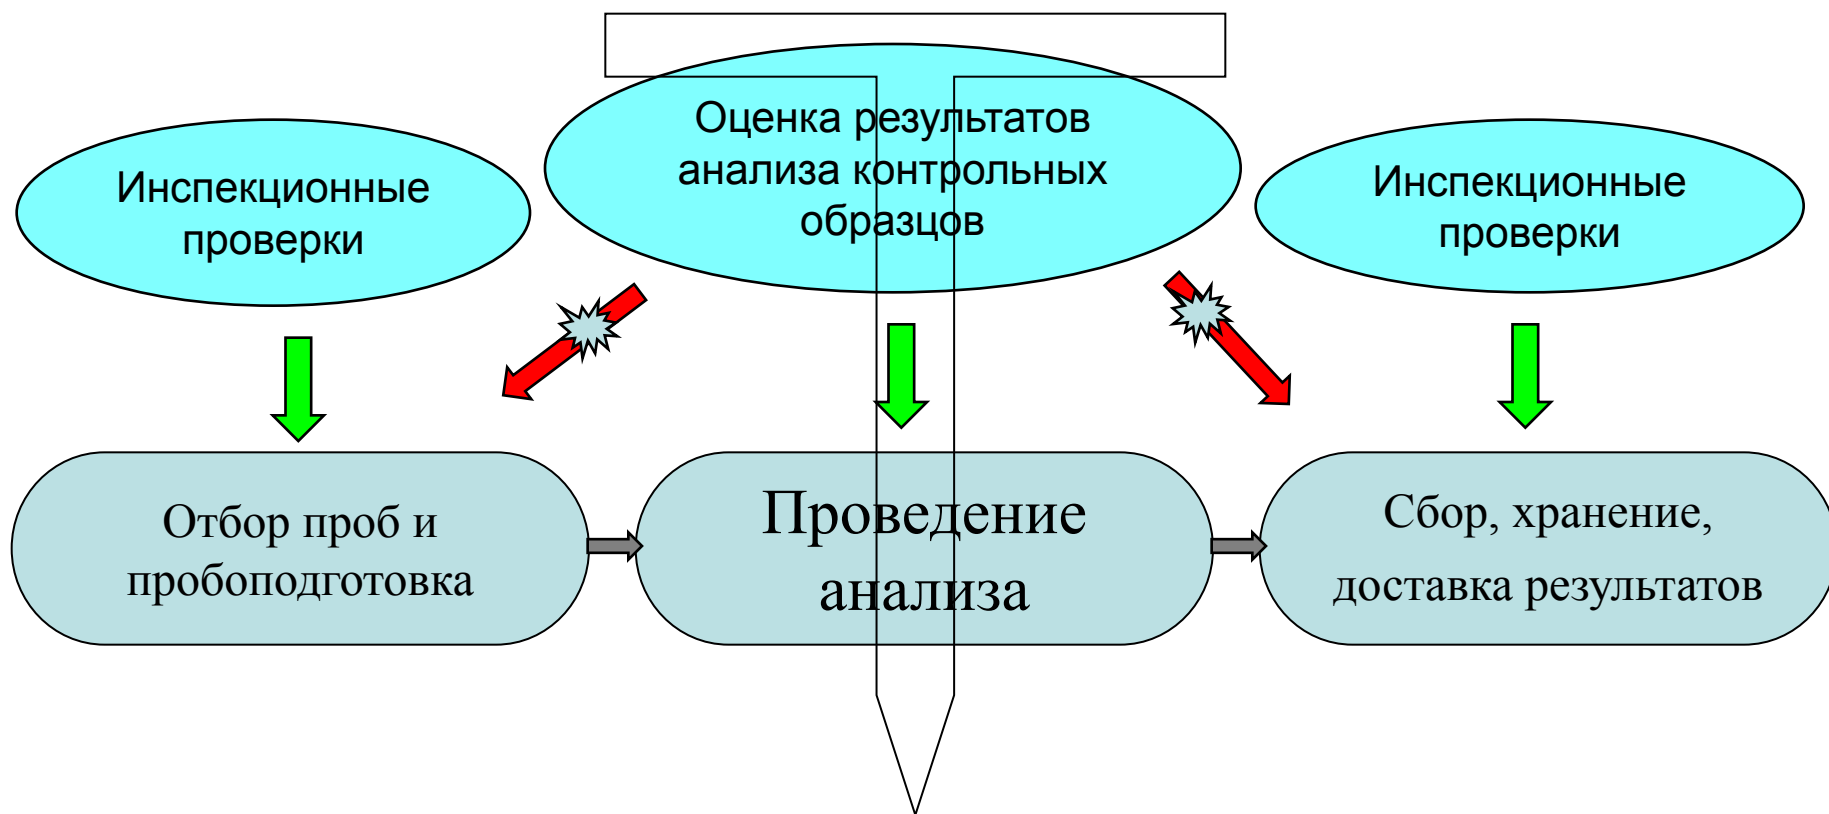 Оценка результатов
анализа контрольных
образцов
Инспекционные
проверки
Инспекционные
проверки
Отбор проб и
пробоподготовка
Проведение
анализа
Сбор, хранение,
доставка результатов